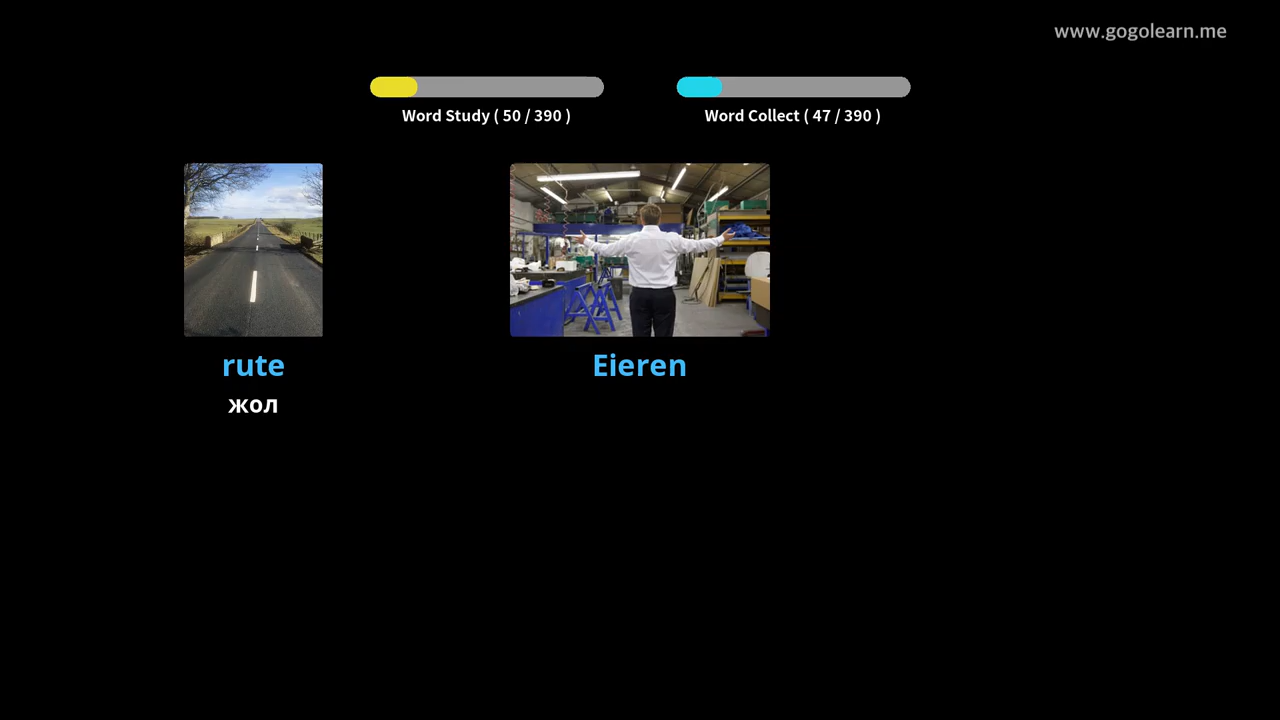 www.gogolearn.me
Word Study ( 50 / 390 )
Word Collect ( 47 / 390 )
rute
жол
Eieren